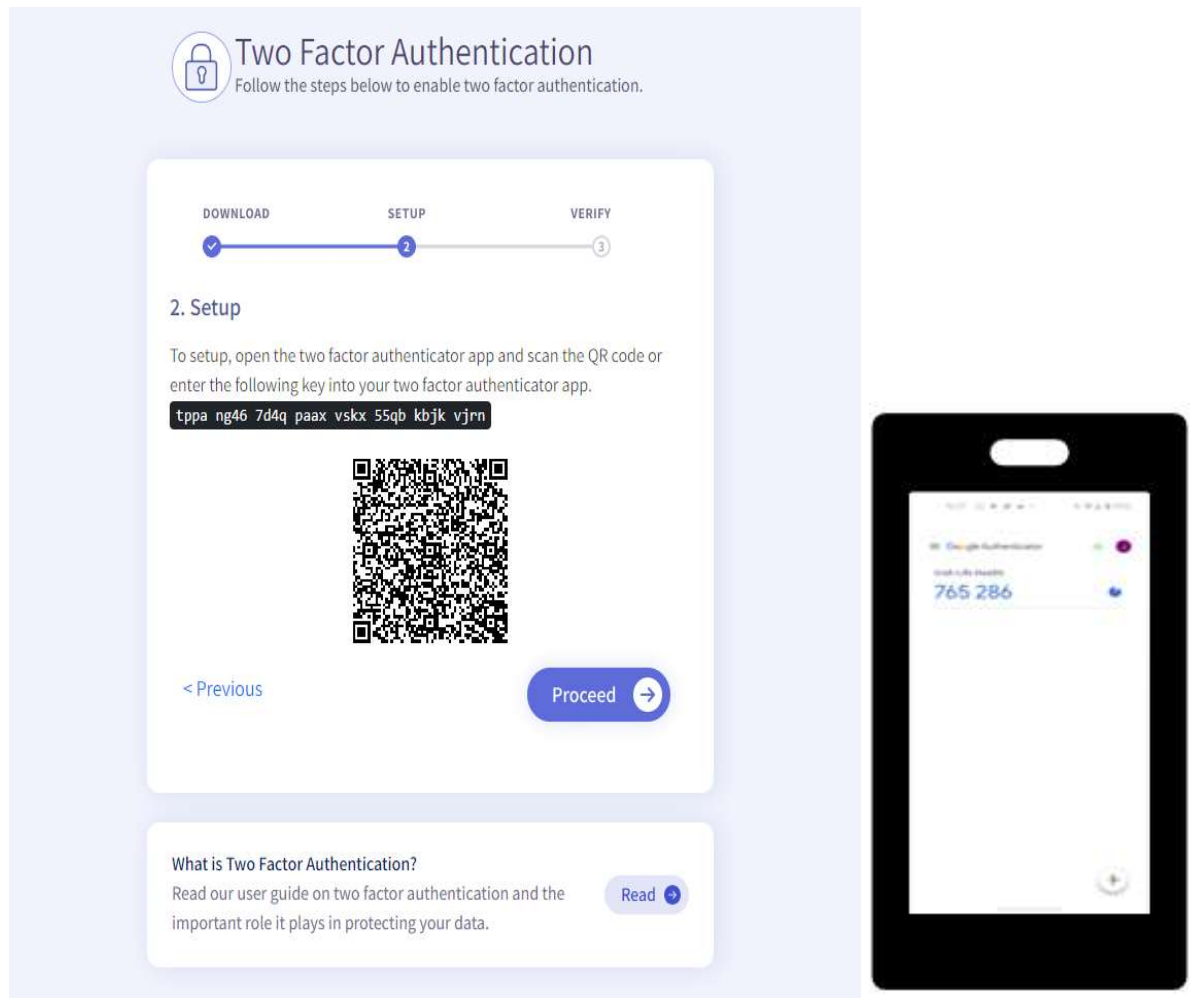 Two Factor Authentication
Follow the steps below to enable two factor authentication.
DOWNLOAD SETUP VERIFY
2 3
2. Setup
To setup, open the two factor authenticator app and scan the QR code or
enter the following key into your two factor authenticator app.
tppa ng46 7d4q paax vskx 55qb kbjk vjrn
< Previous
Proceed
What is Two Factor Authentication?
Read our user guide on two factor authentication and the
important role it plays in protecting your data.
Read
Google Authenticator
765 286